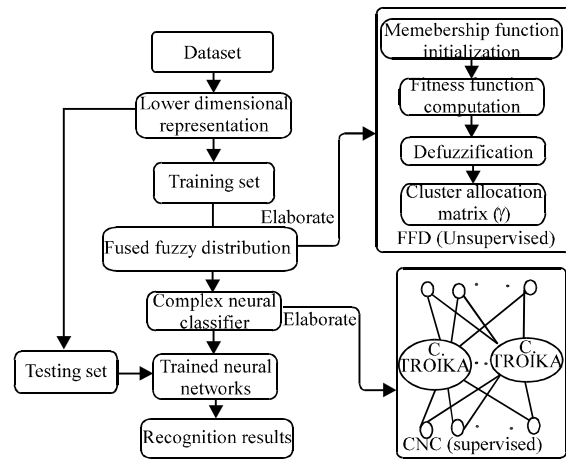 Dataset
Lower dimensional
representation
Training set
Elaborate
Fused fuzzy distribution
Complex neural
classifier
Elaborate
Testing set
Trained neural
networks
Recognition results
Memebership function
initialization
Fitness function
computation
Defuzzification
Cluster allocation
matrix (γ)
FFD (Unsupervised)
C.
TROIKA
C.
TROIKA
CNC (supervised)